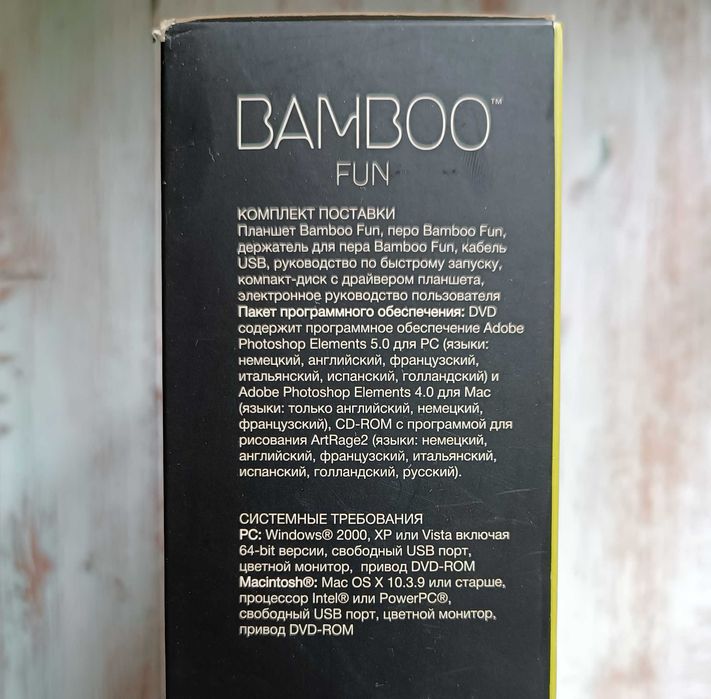 BAMBOO™
FUN
КОМПЛЕКТ ПОСТАВКИ
Планшет Bamboo Fun, перо Bamboo Fun,
держатель для пера Bamboo Fun, кабель
USB, руководство по быстрому запуску,
компакт-диск с драйвером планшета,
электронное руководство пользователя
Пакет программного обеспечения: DVD
содержит программное обеспечение Adobe
Photoshop Elements 5.0 для PC (языки:
немецкий, английский, французский,
итальянский, испанский, голландский) и
Adobe Photoshop Elements 4.0 для Mac
(языки: только английский, немецкий,
французский), CD-ROM с программой для
рисования ArtRage2 (языки: немецкий,
английский, французский, итальянский,
испанский, голландский, русский).
СИСТЕМНЫЕ ТРЕБОВАНИЯ
PC: Windows® 2000, XP или Vista включая
64-bit версии, свободный USB порт,
цветной монитор, привод DVD-ROM
Macintosh®: Mac OS X 10.3.9 или старше,
процессор Intel® или PowerPC®,
свободный USB порт, цветной монитор,
привод DVD-ROM